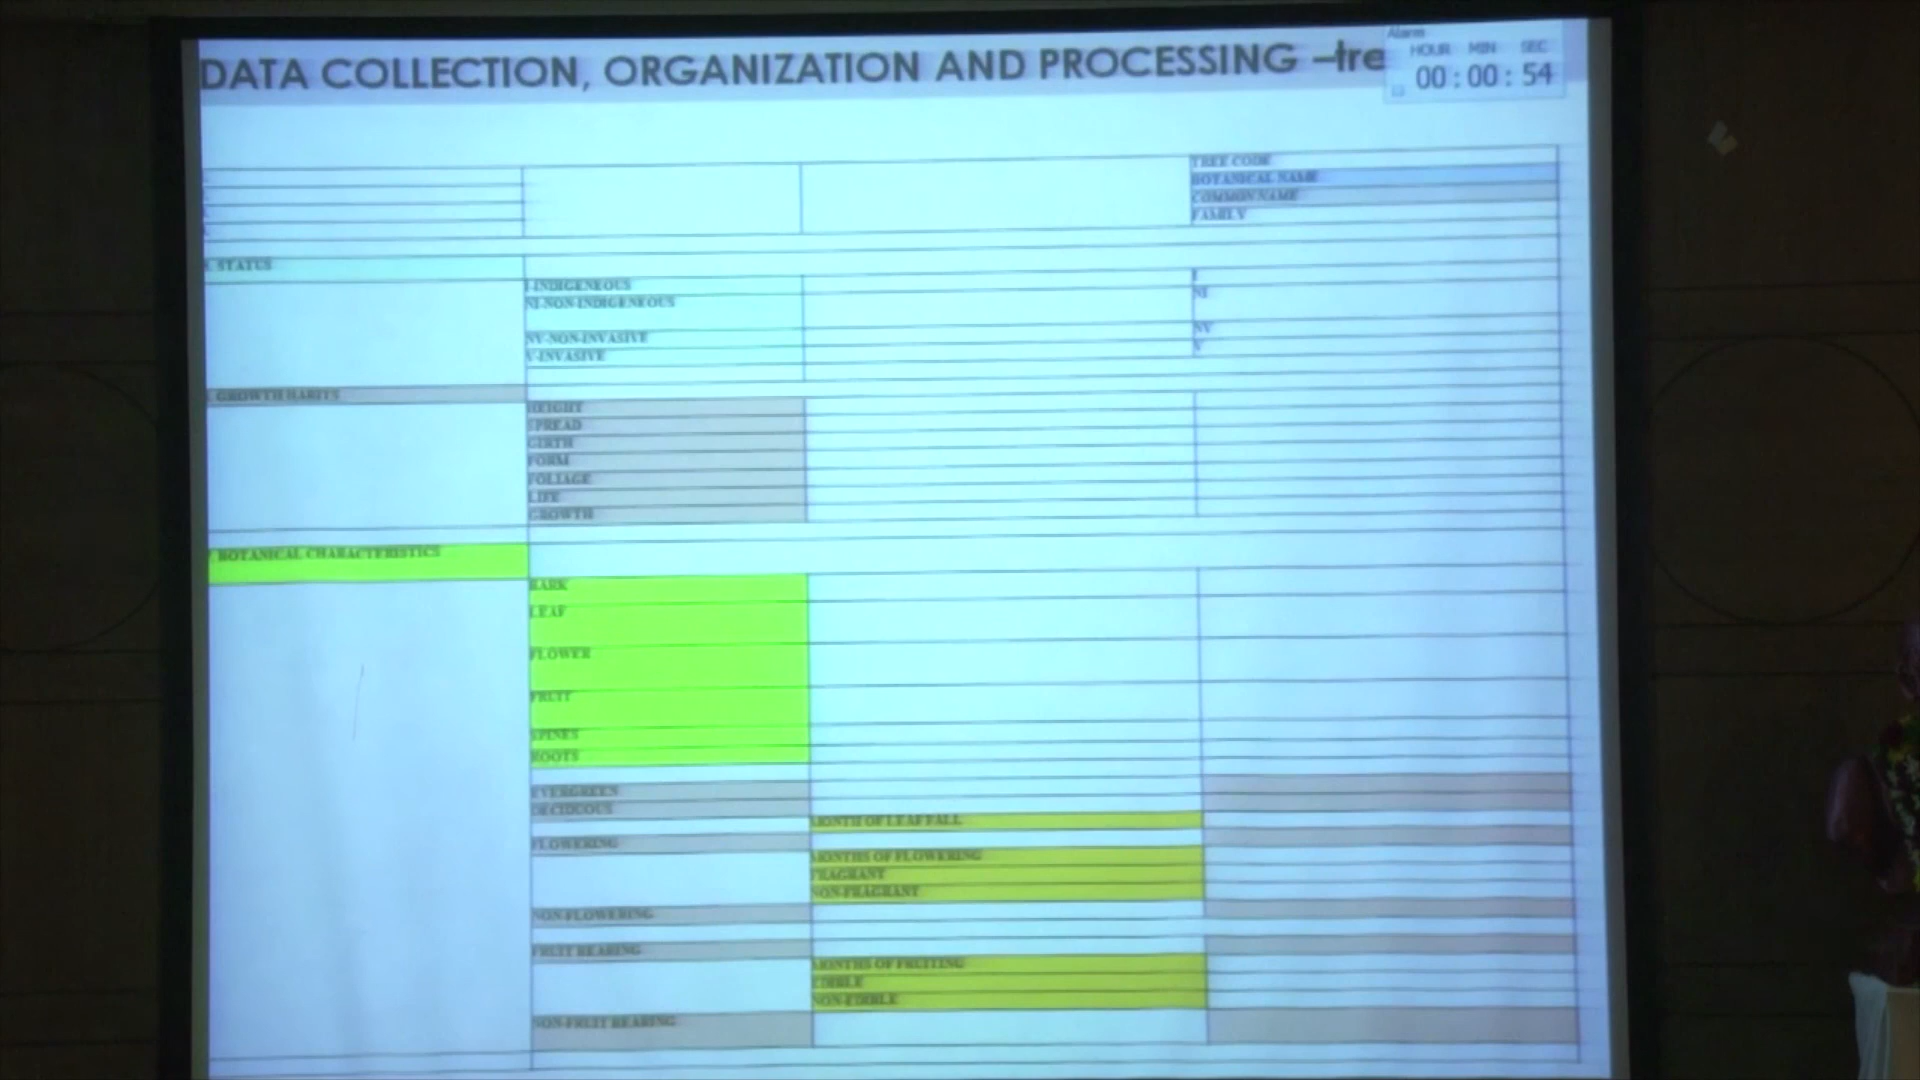 DATA COLLECTION, ORGANIZATION AND PROCESSING –tre
Alarm
HOUR MIN SEC
00 : 00 : 54
TREE CODE
BOTANICAL NAME
COMMON NAME
FAMILY
. STATUS
I-INDIGENEOUS I
NI-NON-INDIGENEOUS NI
NV-NON-INVASIVE NV
V-INVASIVE V
. GROWTH HABITS
HEIGHT
SPREAD
GIRTH
FORM
FOLIAGE
LIFE
GROWTH
. BOTANICAL CHARACTERISTICS
BARK
LEAF
FLOWER
FRUIT
SPINES
ROOTS
EVERGREEN
DECIDUOUS
MONTH OF LEAF FALL
FLOWERING
MONTHS OF FLOWERING
FRAGRANT
NON-FRAGRANT
NON-FLOWERING
FRUIT BEARING
MONTHS OF FRUITING
EDIBLE
NON-EDIBLE
NON-FRUIT BEARING